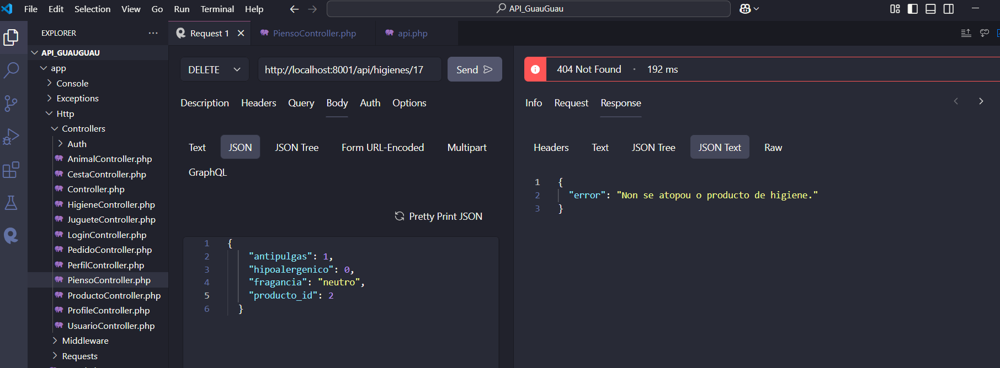 File Edit Selection View Go Run Terminal Help
API_GuauGuau
EXPLORER
API_GUAUGUAU
app
Console
Exceptions
Http
Controllers
Auth
AnimalController.php
CestaController.php
Controller.php
HigieneController.php
JugueteController.php
LoginController.php
PedidoController.php
PerfilController.php
PiensoController.php
ProductoController.php
ProfileController.php
UsuarioController.php
Middleware
Requests
Request 1 PiensoController.php api.php
DELETE http://localhost:8001/api/higienes/17 Send
Description Headers Query Body Auth Options
Text JSON JSON Tree Form URL-Encoded Multipart
GraphQL
Pretty Print JSON
1 {
2 "antipulgas": 1,
3 "hipoalergenico": 0,
4 "fragancia": "neutro",
5 "producto_id": 2
6 }
404 Not Found · 192 ms
Info Request Response
Headers Text JSON Tree JSON Text Raw
1 {
2 "error": "Non se atopou o producto de higiene."
3 }